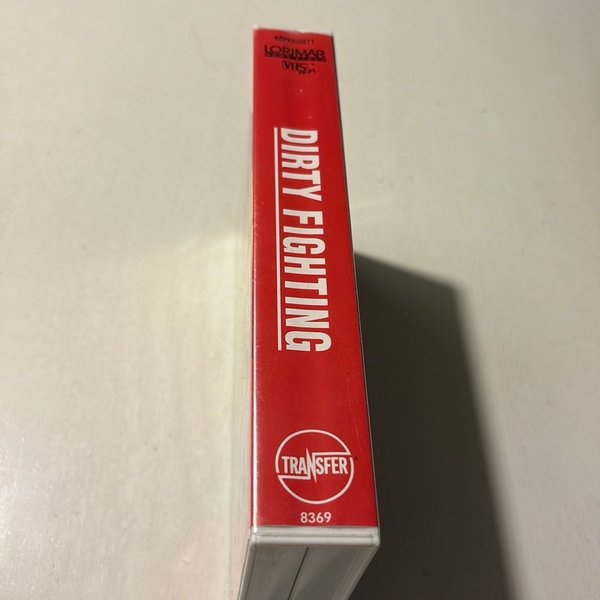 LORIMAR
VHS
DIRTY FIGHTING
TRANSFER
8369